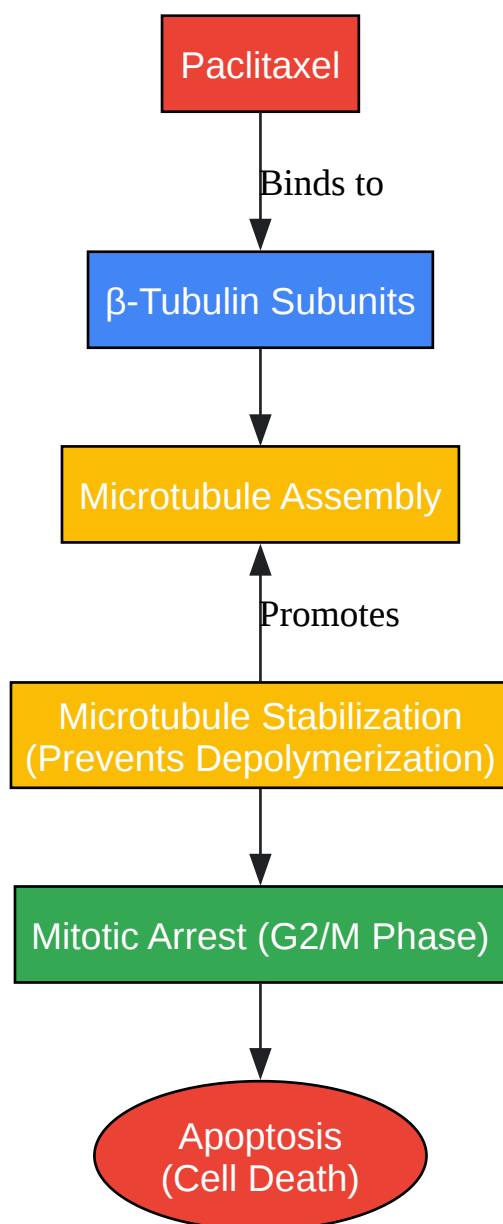 Paclitaxel
Binds to
β-Tubulin Subunits
Microtubule Assembly
Promotes
Microtubule Stabilization
(Prevents Depolymerization)
Mitotic Arrest (G2/M Phase)
Apoptosis
(Cell Death)